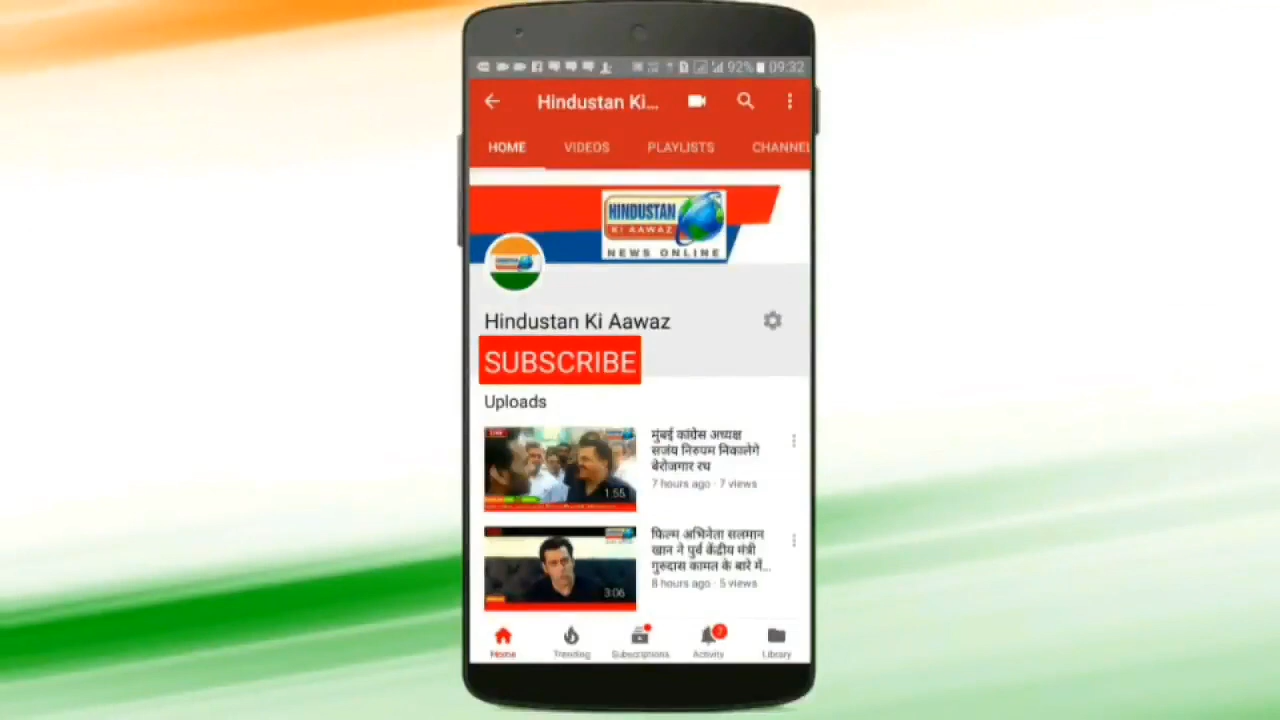 92% 09:32
Hindustan Ki...
HOME VIDEOS PLAYLISTS CHANNEL
HINDUSTAN
KI AAWAZ
NEWS ONLINE
Hindustan Ki Aawaz
SUBSCRIBE
Uploads
मुंबई कांग्रेस अध्यक्ष
सजंय निरुपम निकालेगे
बेरोजगार रथ
7 hours ago · 7 views
1:55
फिल्म अभिनेता सलमान
खान ने पुर्व केंद्रीय मंत्री
गुरुदास कामत के बारे में...
8 hours ago · 5 views
3:06
Home Trending Subscriptions Activity Library